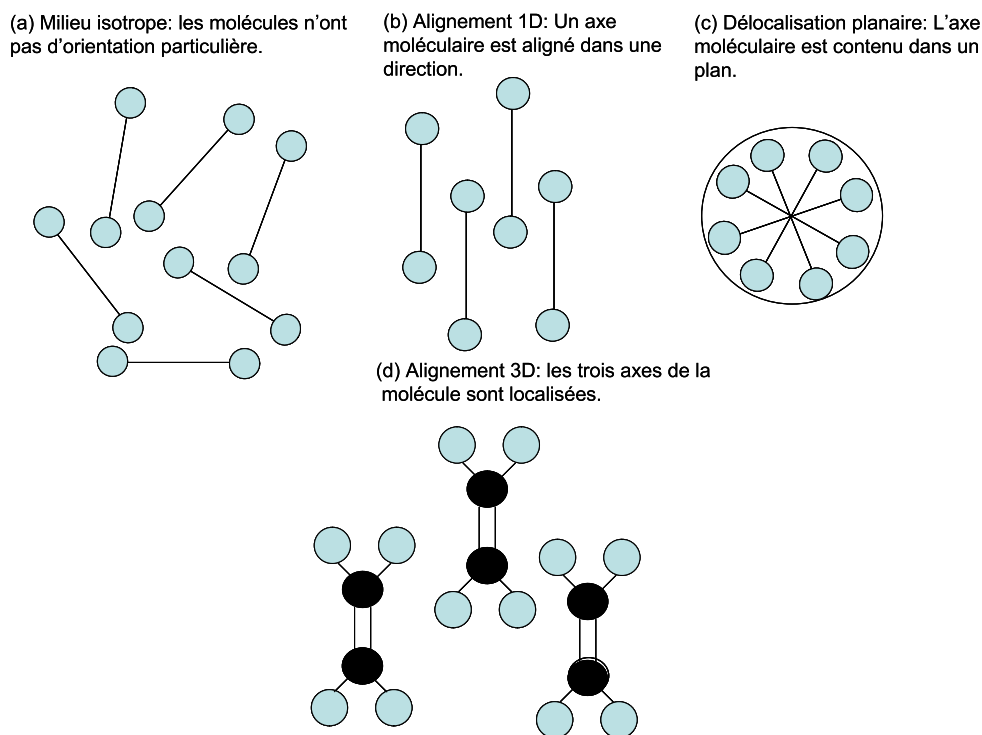 (a) Milieu isotrope: les molécules n'ont
pas d'orientation particulière.
(b) Alignement 1D: Un axe
moléculaire est aligné dans une
direction.
(c) Délocalisation planaire: L'axe
moléculaire est contenu dans un
plan.
(d) Alignement 3D: les trois axes de la
molécule sont localisées.